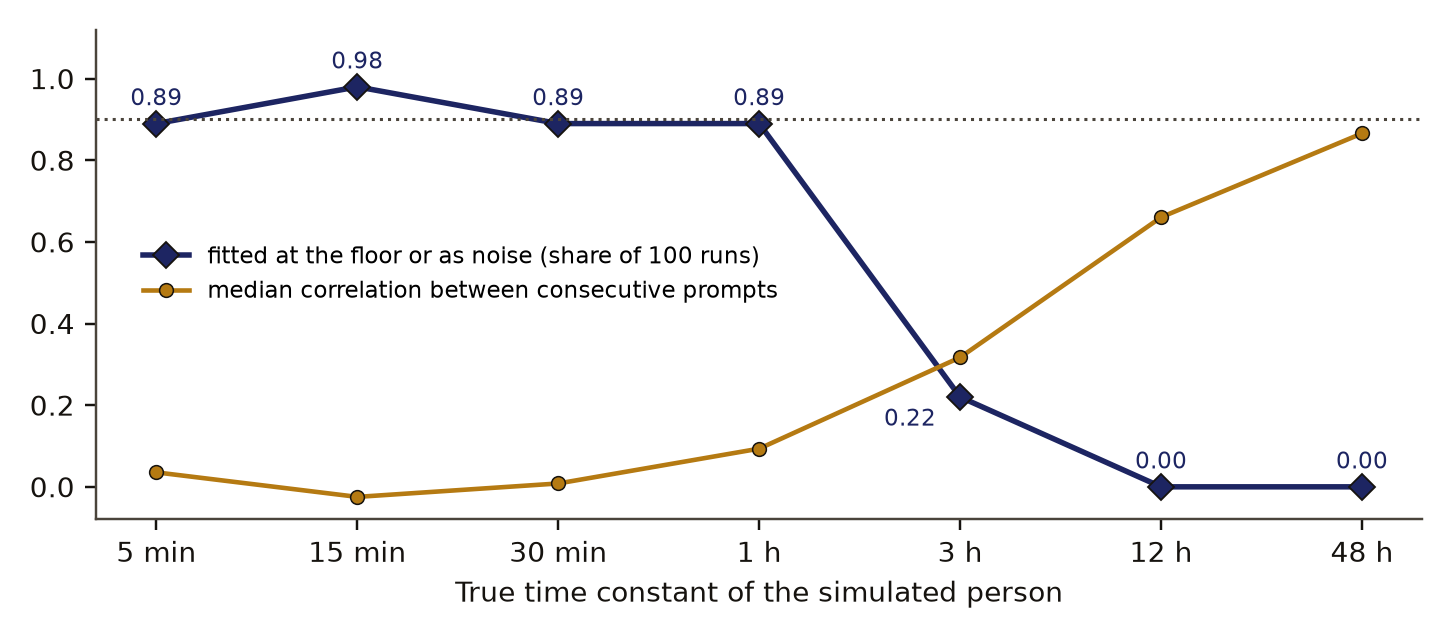 0.98
1.0
0.89
0.89
0.89
0.8
0.6
fitted at the floor or as noise (share of 100 runs)
median correlation between consecutive prompts
0.4
0.2
0.22
0.00
0.00
0.0
5 min
15 min
30 min
1 h
3 h
12 h
48 h
True time constant of the simulated person